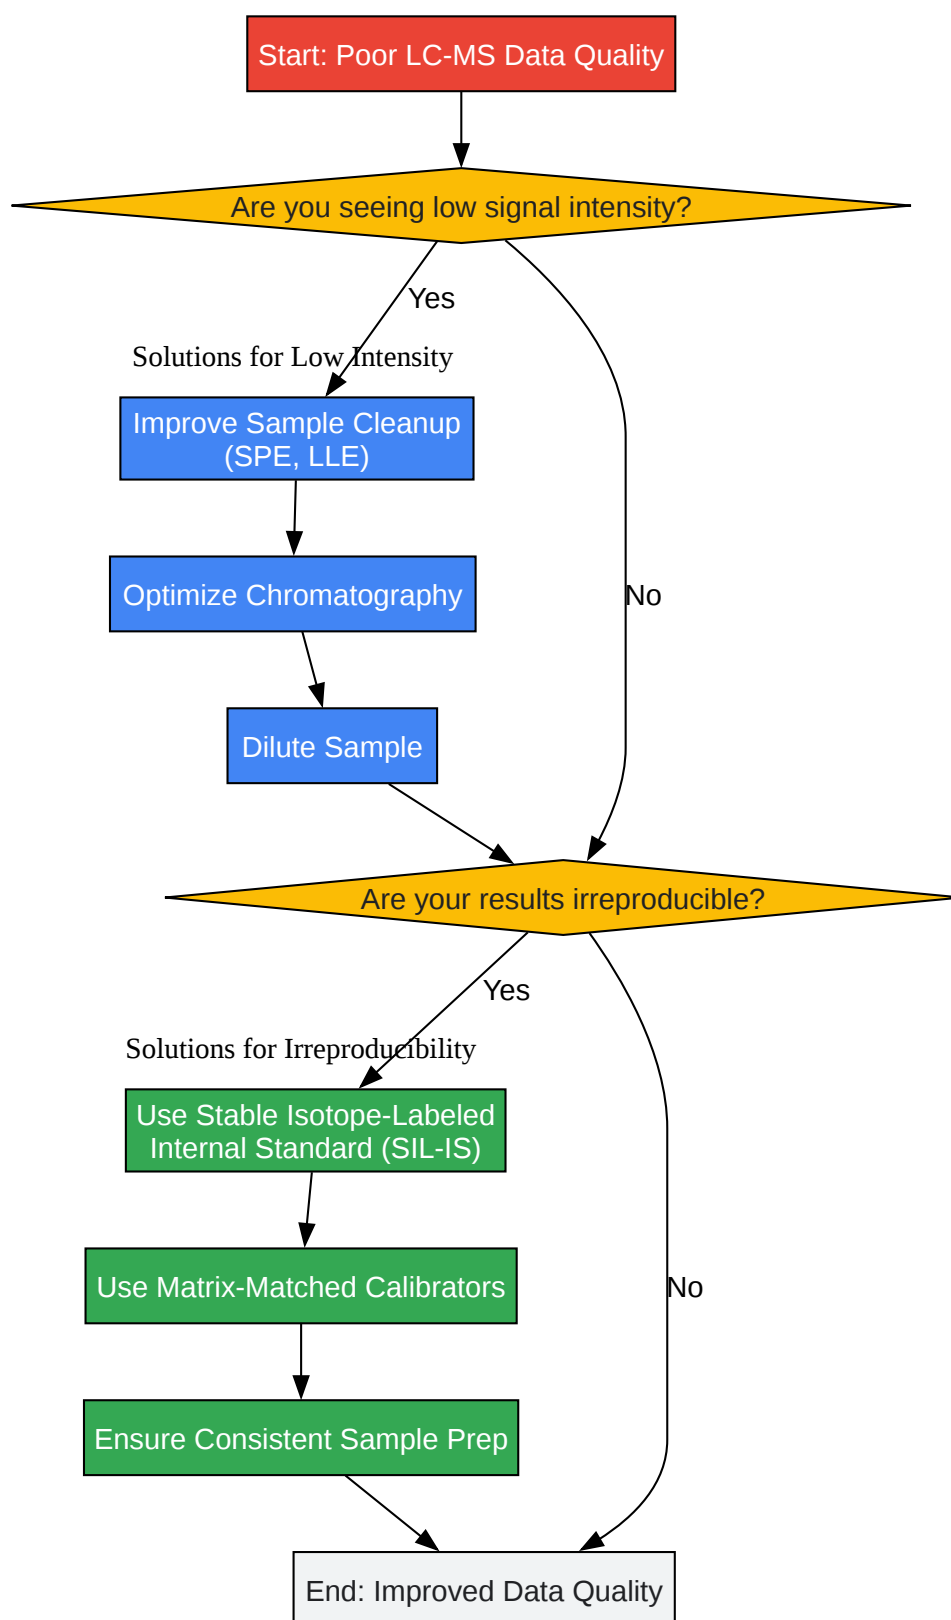 Start: Poor LC-MS Data Quality
Are you seeing low signal intensity?
Yes
Solutions for Low Intensity
Improve Sample Cleanup
(SPE, LLE)
Optimize Chromatography
No
Dilute Sample
Are your results irreproducible?
Yes
Solutions for Irreproducibility
Use Stable Isotope-Labeled
Internal Standard (SIL-IS)
Use Matrix-Matched Calibrators
No
Ensure Consistent Sample Prep
End: Improved Data Quality